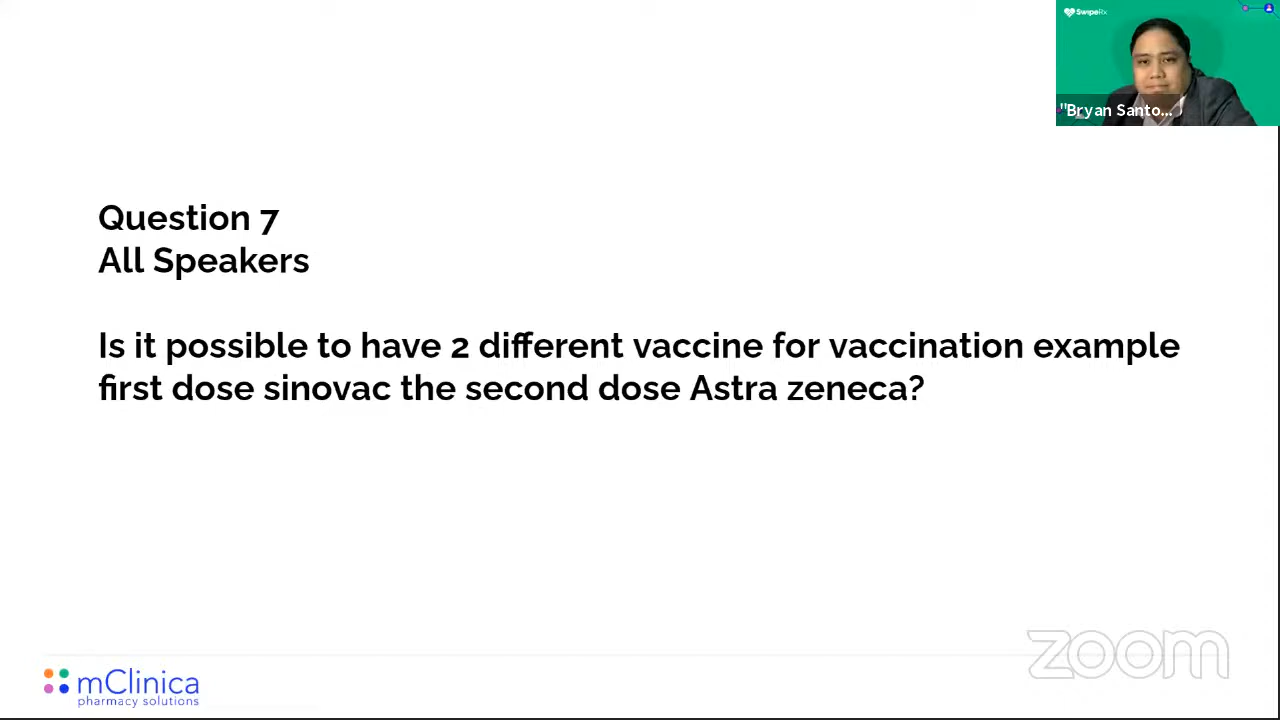 SwipeRx
"Bryan Santo...
Question 7
All Speakers
Is it possible to have 2 different vaccine for vaccination example
first dose sinovac the second dose Astra zeneca?
zoom
mClinica
pharmacy solutions